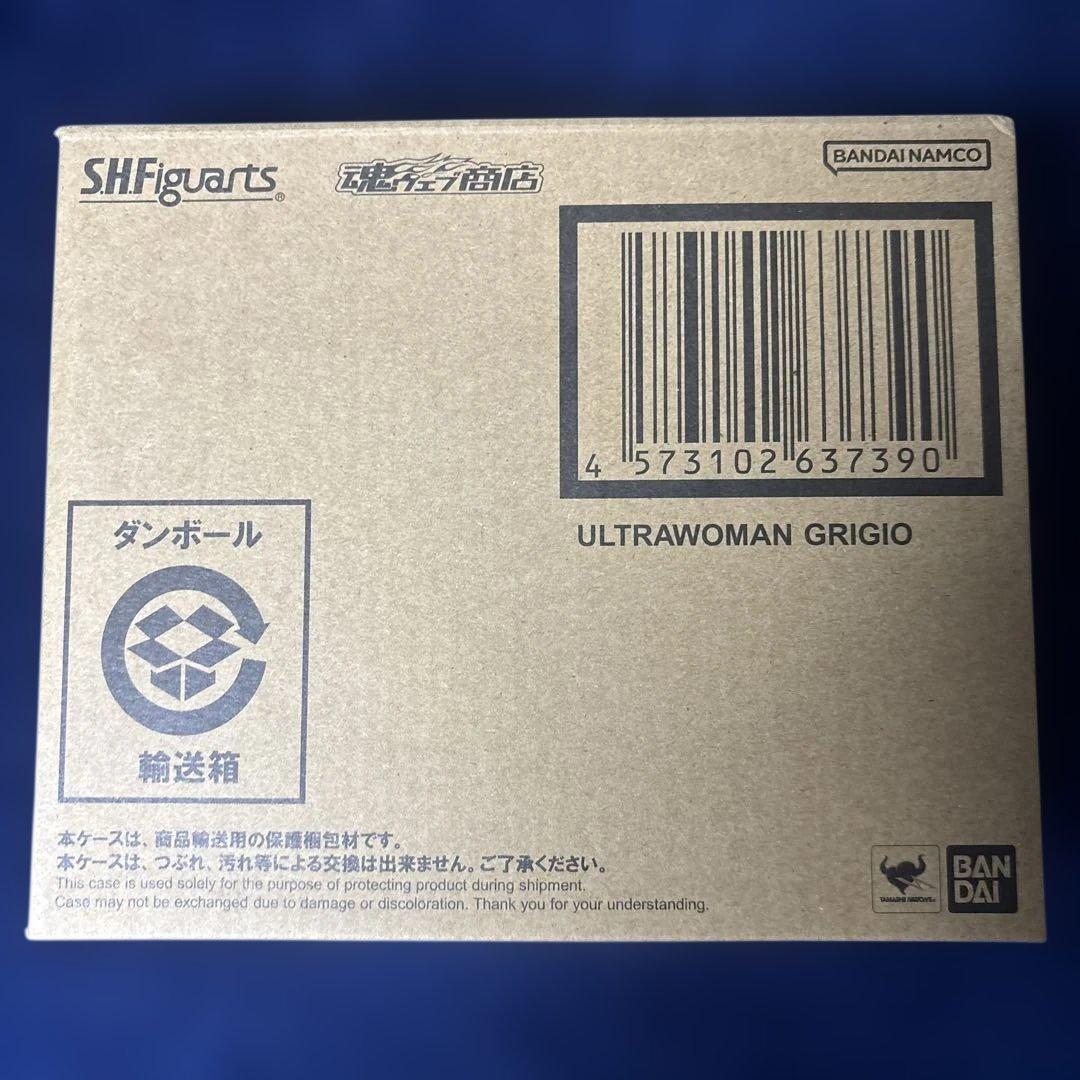 S.H.Figuarts®
魂ウェブ商店
BANDAI NAMCO
4 573102 637390
ULTRAWOMAN GRIGIO
ダンボール
輸送箱
本ケースは、商品輸送用の保護梱包材です。
本ケースは、つぶれ、汚れ等による交換は出来ません。ご了承ください。
This case is used solely for the purpose of protecting product during shipment.
Case may not be exchanged due to damage or discoloration. Thank you for your understanding.
TAMASHII NATIONS
BAN
DAI